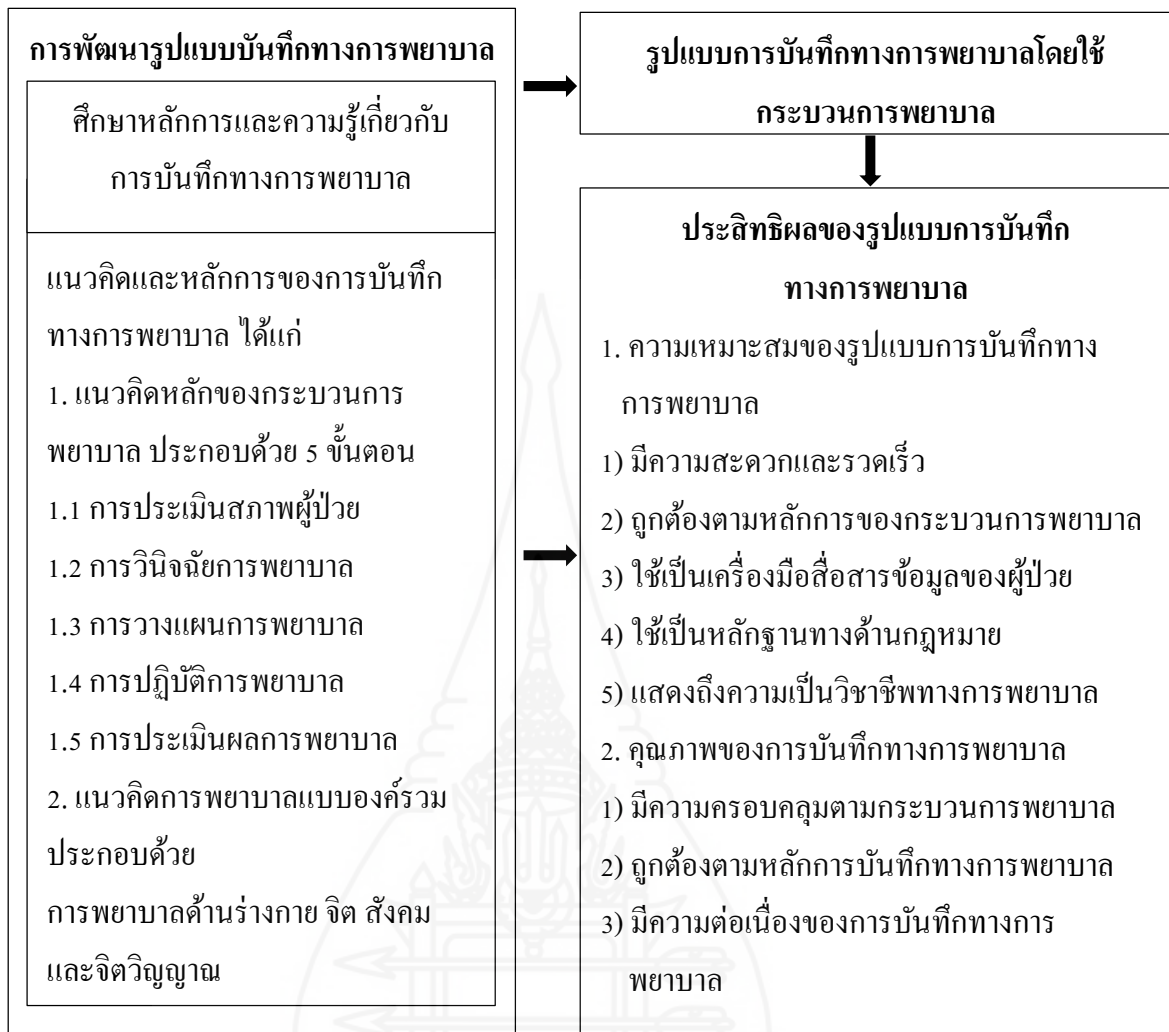 การพัฒนารูปแบบบันทึกทางการพยาบาล
ศึกษาหลักการและความรู้เกี่ยวกับ
การบันทึกทางการพยาบาล
แนวคิดและหลักการของการบันทึก
ทางการพยาบาล ได้แก่
1. แนวคิดหลักของกระบวนการ
พยาบาล ประกอบด้วย 5 ขั้นตอน
1.1 การประเมินสภาพผู้ป่วย
1.2 การวินิจฉัยการพยาบาล
1.3 การวางแผนการพยาบาล
1.4 การปฏิบัติการพยาบาล
1.5 การประเมินผลการพยาบาล
2. แนวคิดการพยาบาลแบบองค์รวม
ประกอบด้วย
การพยาบาลด้านร่างกาย จิต สังคม
และจิตวิญญาณ
รูปแบบการบันทึกทางการพยาบาลโดยใช้
กระบวนการพยาบาล
ประสิทธิผลของรูปแบบการบันทึก
ทางการพยาบาล
1. ความเหมาะสมของรูปแบบการบันทึกทาง
การพยาบาล
1) มีความสะดวกและรวดเร็ว
2) ถูกต้องตามหลักการของกระบวนการพยาบาล
3) ใช้เป็นเครื่องมือสื่อสารข้อมูลของผู้ป่วย
4) ใช้เป็นหลักฐานทางด้านกฎหมาย
5) แสดงถึงความเป็นวิชาชีพทางการพยาบาล
2. คุณภาพของการบันทึกทางการพยาบาล
1) มีความครอบคลุมตามกระบวนการพยาบาล
2) ถูกต้องตามหลักการบันทึกทางการพยาบาล
3) มีความต่อเนื่องของการบันทึกทางการ
พยาบาล